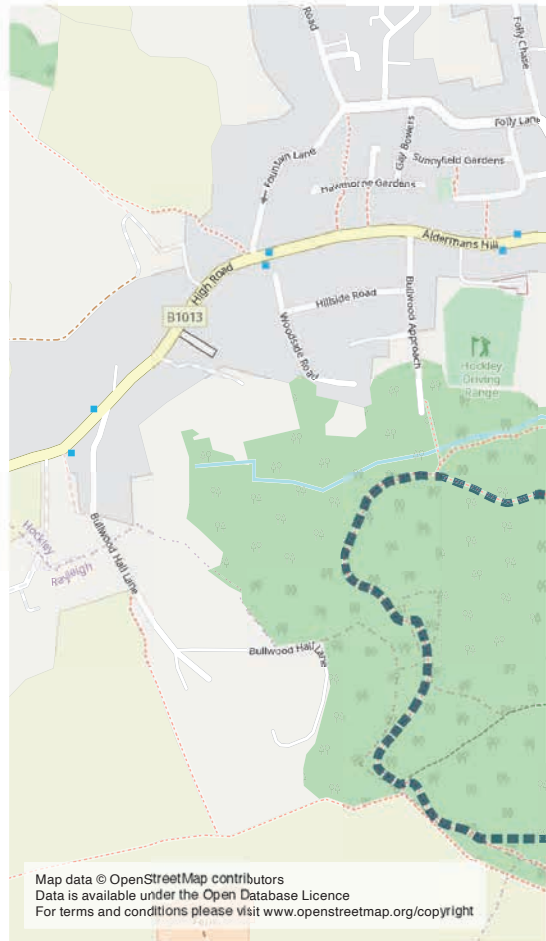 Road
Folly Chase
Folly Lane
Gay Bowers
Sunnyfield Gardens
Fountain Lane
Hawthorne Gardens
Aldermans Hill
High Road
Hillside Road
Bullwood Approach
B1013
Woodside Road
Hockley
Driving
Range
Hockley
Rayleigh
Bullwood Hall Lane
Bullwood Hall Lane
Map data © OpenStreetMap contributors
Data is available under the Open Database Licence
For terms and conditions please visit www.openstreetmap.org/copyright